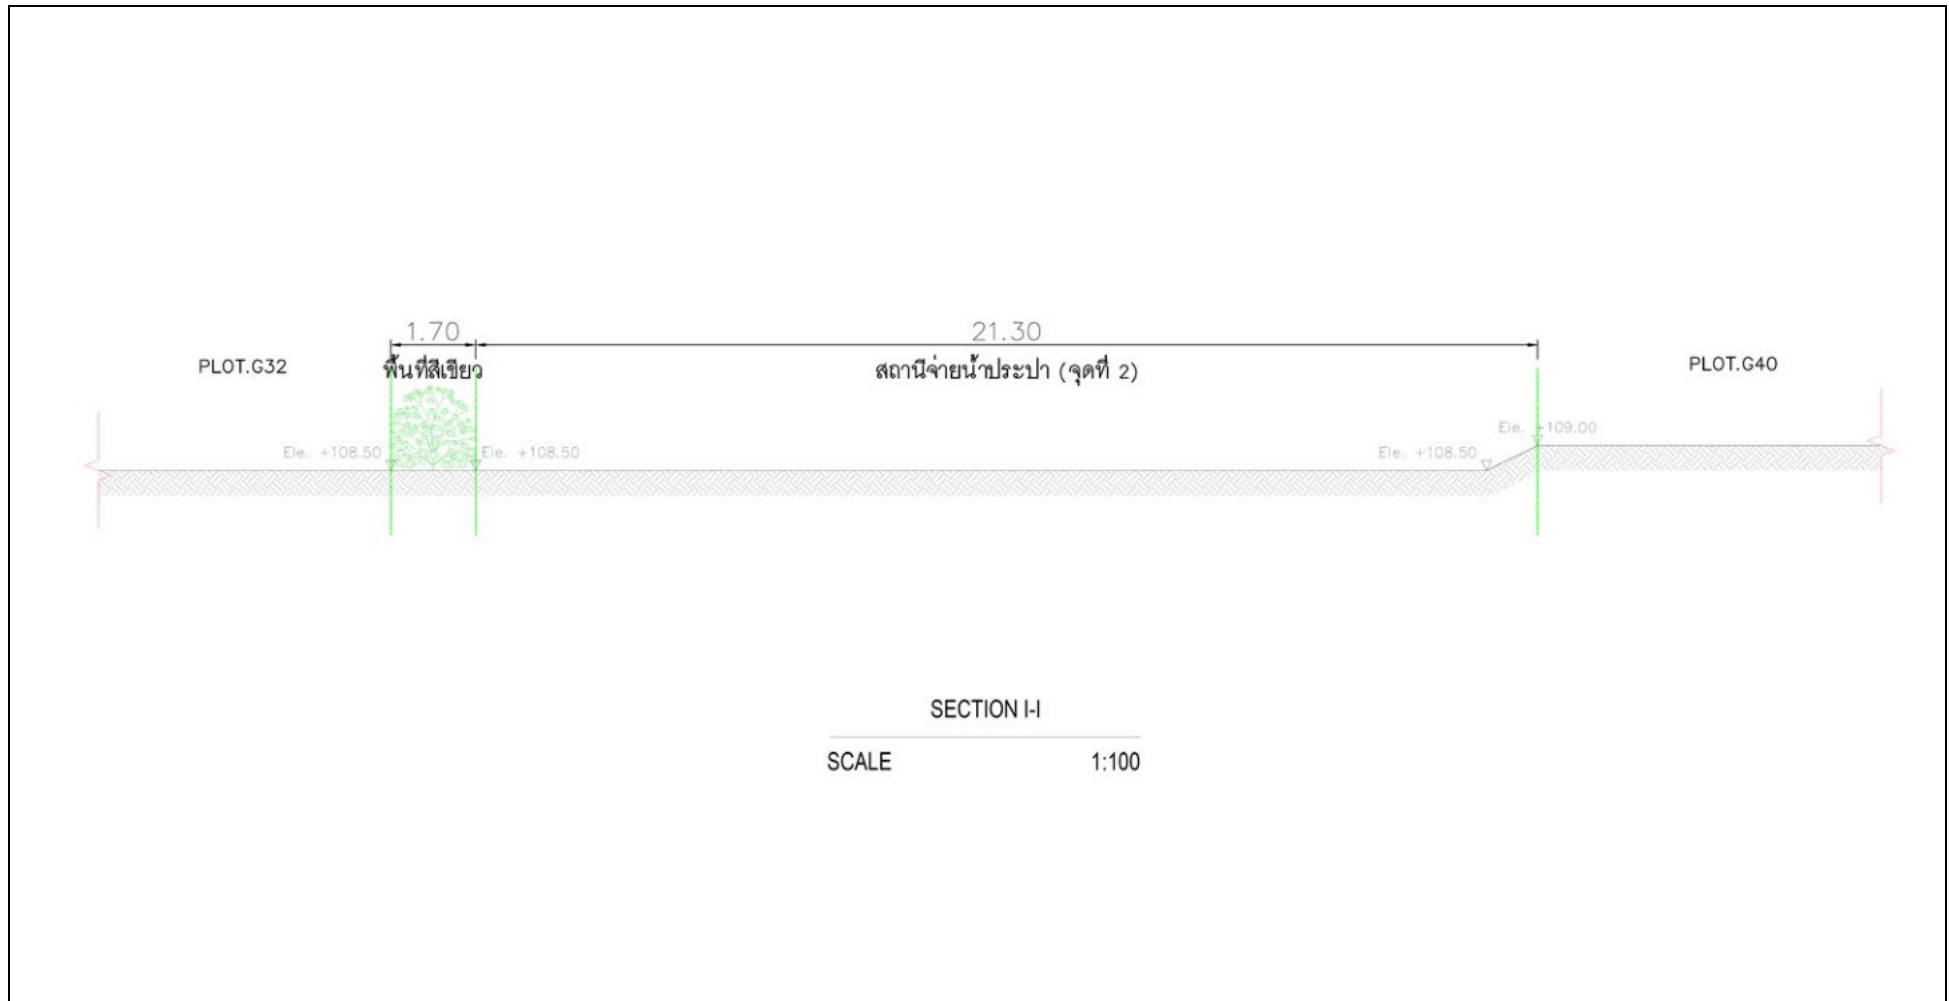 1.70 21.30
PLOT.G32 พื้นที่สีเขียว สถานีจ่ายน้ำประปา (จุดที่ 2) PLOT.G40
Ele. +109.00
Ele. +108.50 Ele. +108.50 Ele. +108.50
SECTION I-I
SCALE 1:100